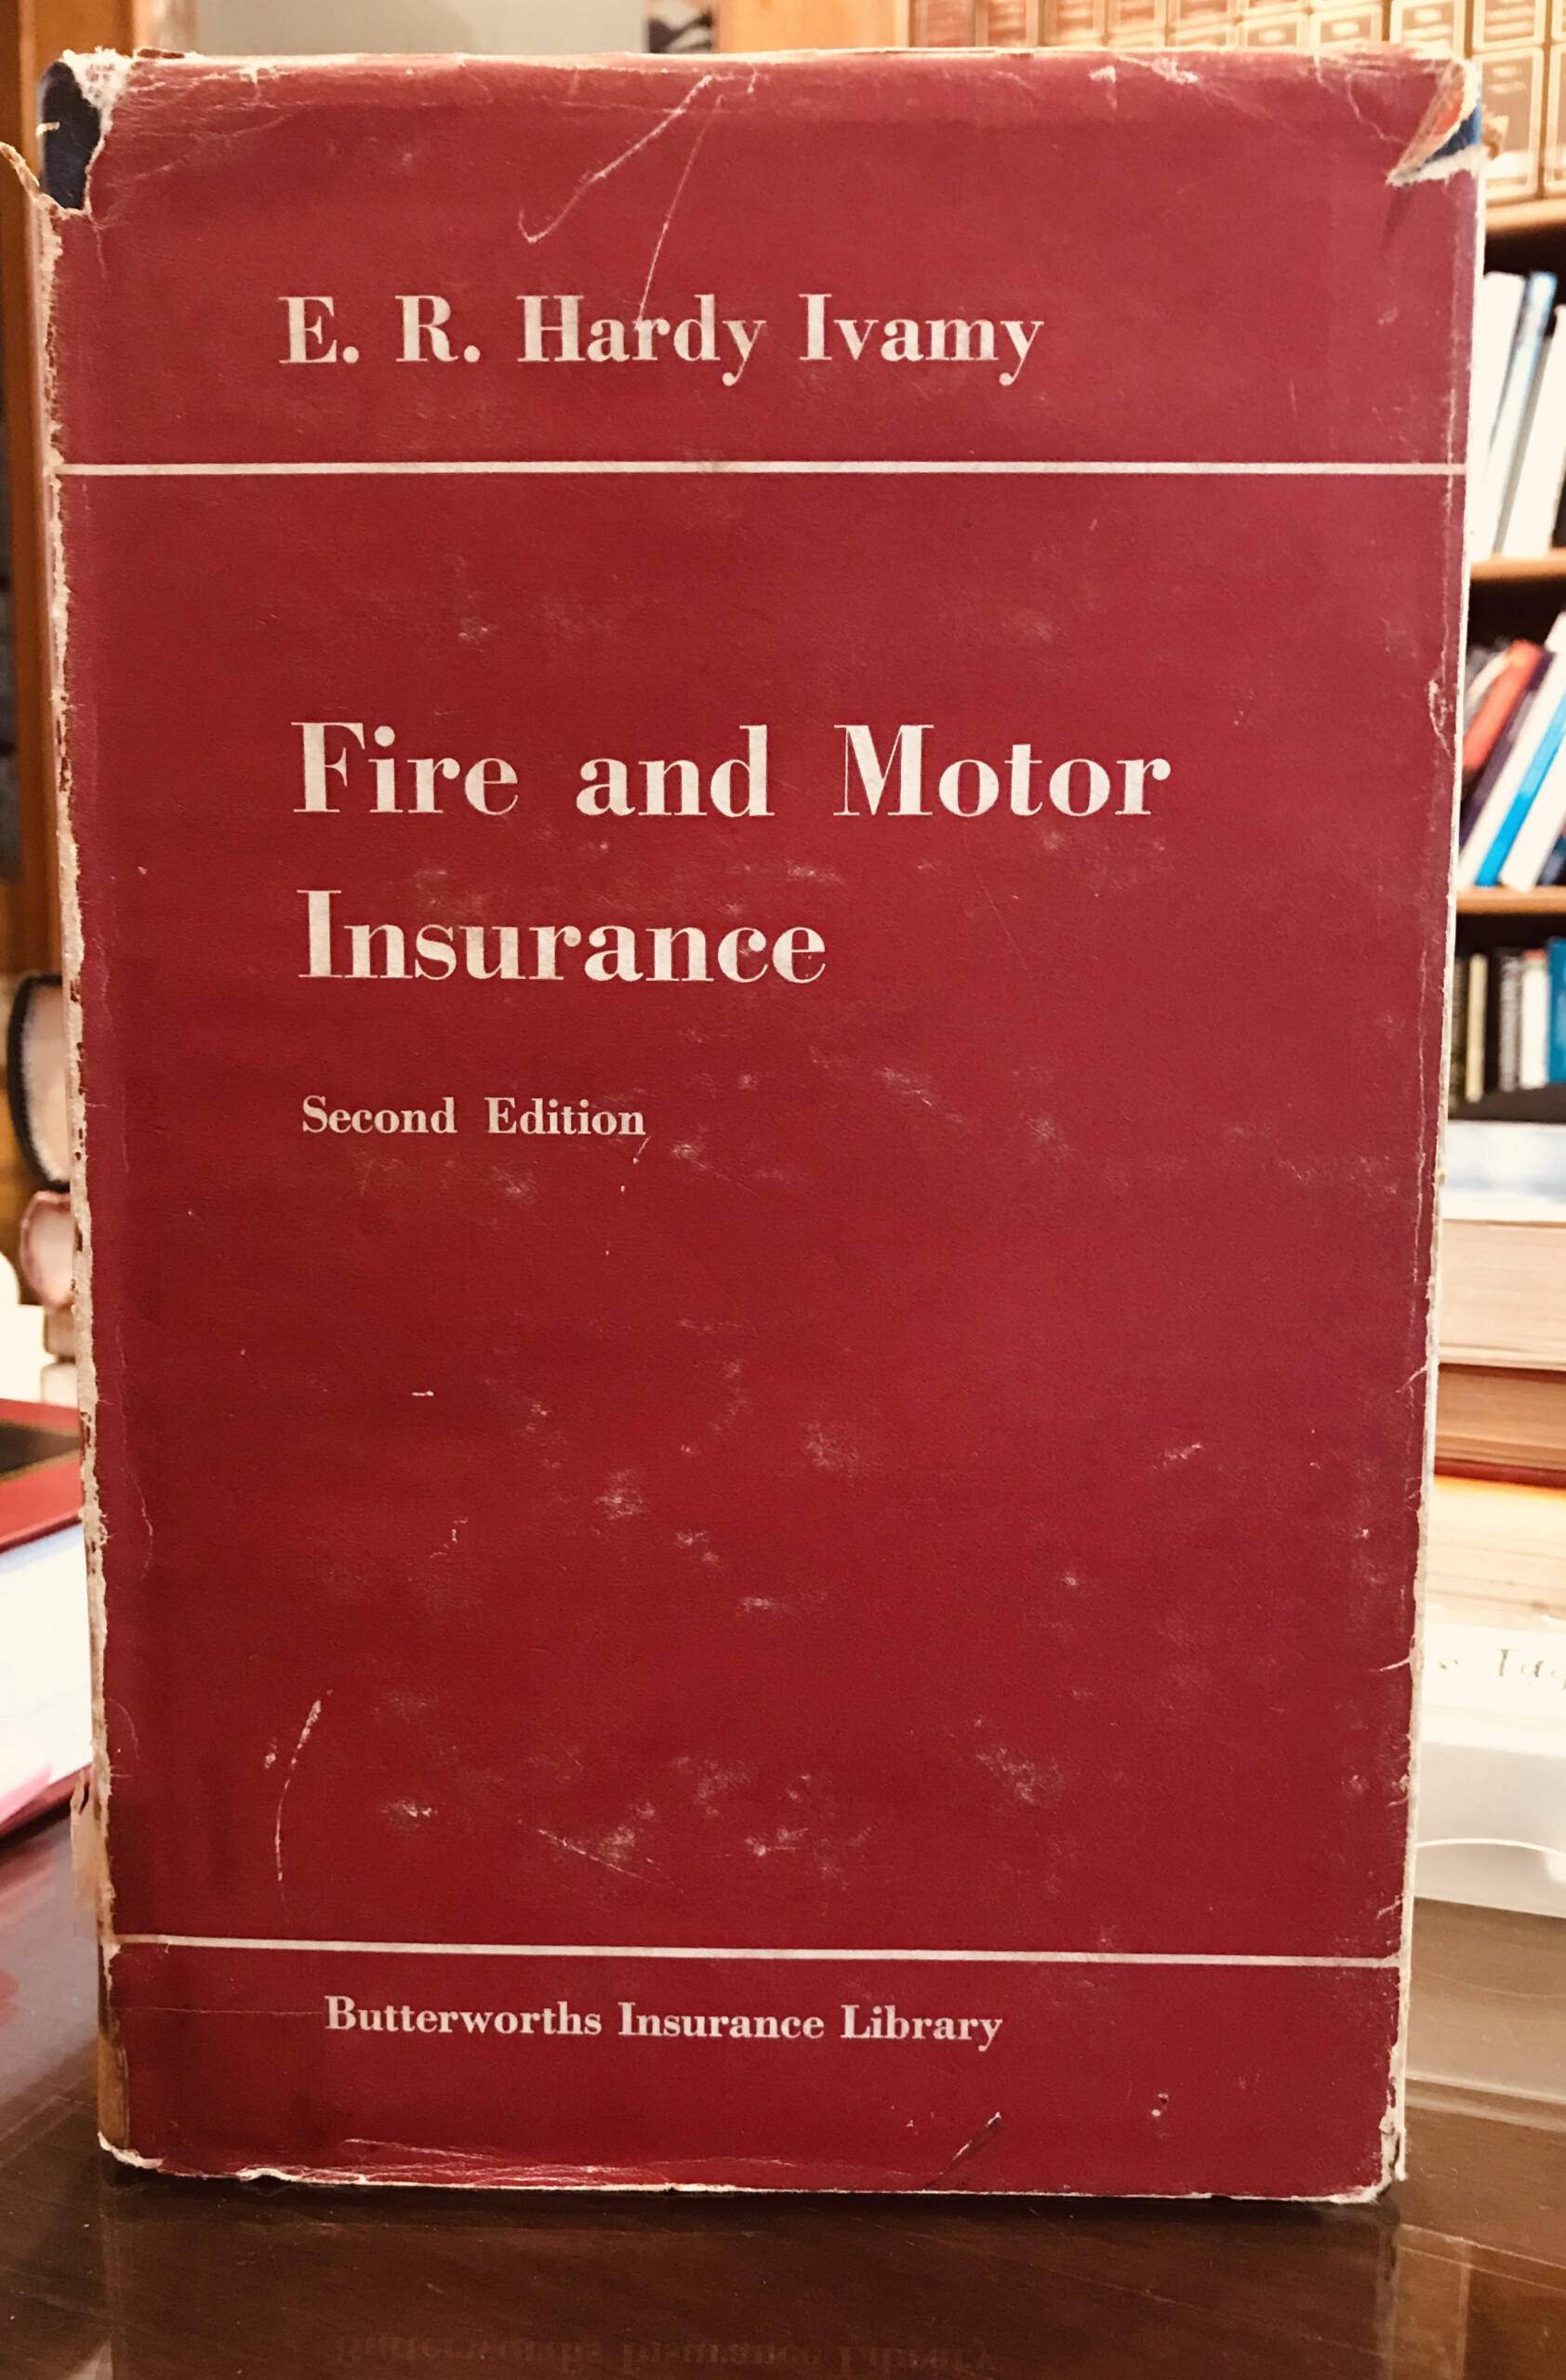 E. R. Hardy Ivamy
Fire and Motor
Insurance
Second Edition
Butterworths Insurance Library